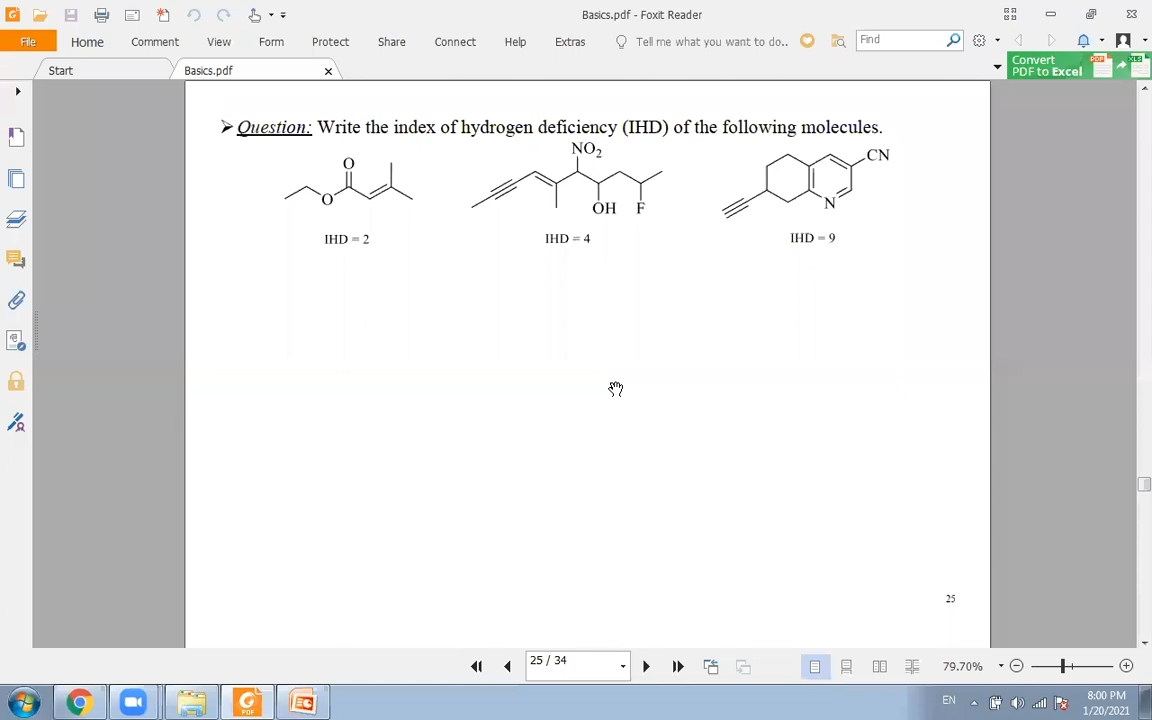 Basics.pdf - Foxit Reader
File Home Comment View Form Protect Share Connect Help Extras Tell me what you want to do.. Find
Start Basics.pdf
Convert
PDF to Excel
Question: Write the index of hydrogen deficiency (IHD) of the following molecules.
O
O
IHD = 2
NO2
OH F
IHD = 4
CN
N
IHD = 9
25
25 / 34 79.70%
EN 8:00 PM
1/20/2021